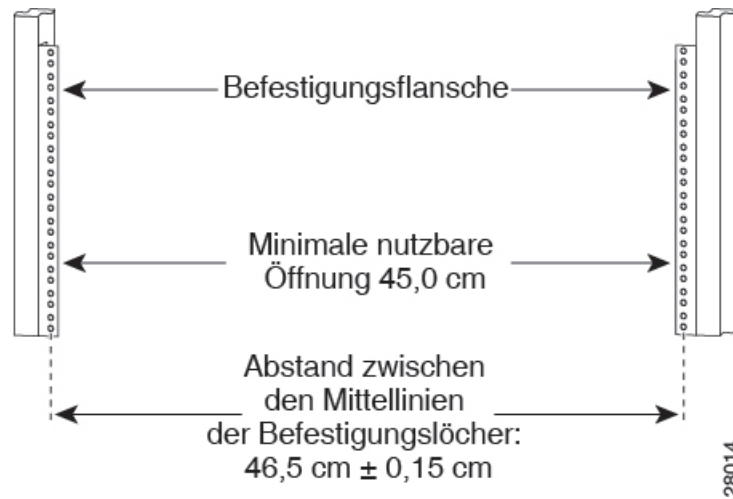 Befestigungsflansche
Minimale nutzbare
Öffnung 45,0 cm
Abstand zwischen
den Mittellinien
der Befestigungslöcher:
46,5 cm ± 0,15 cm
28014